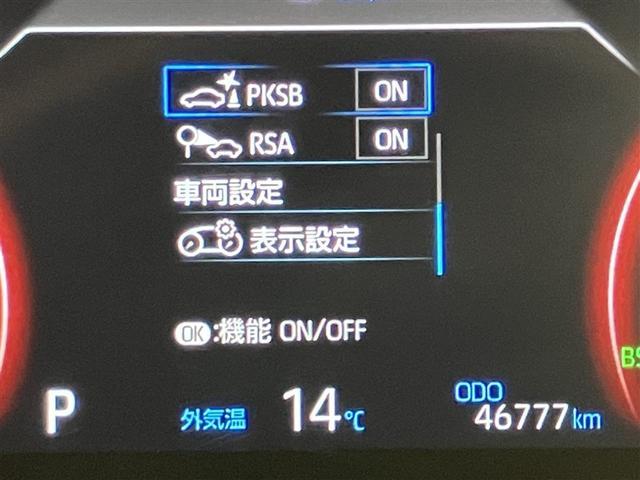 PKSB ON
RSA ON
車両設定
表示設定
OK:機能 ON/OFF
BS
P 外気温 14℃ ODO 46777km